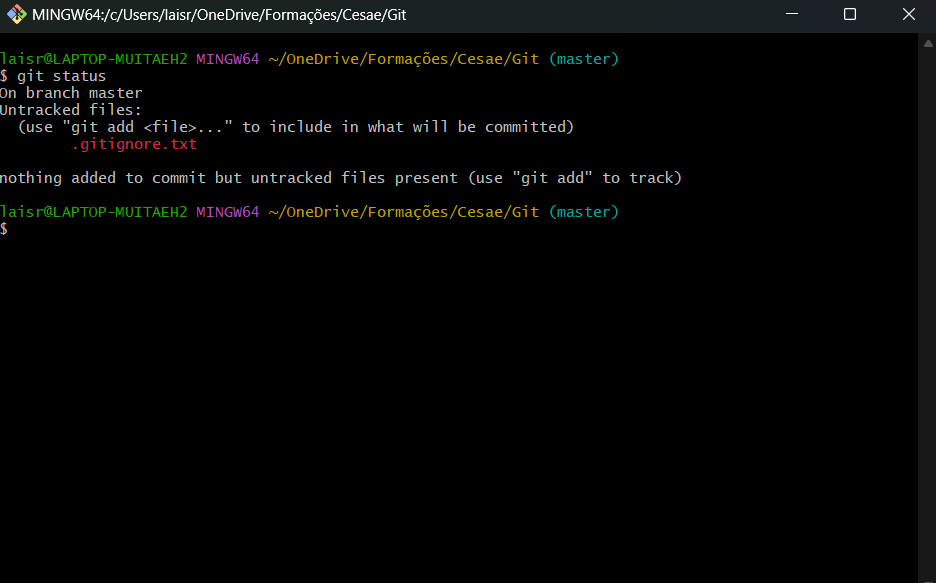 MINGW64:/c/Users/laisr/OneDrive/Formações/Cesae/Git
laisr@LAPTOP-MUITAEH2 MINGW64 ~/OneDrive/Formações/Cesae/Git (master)
$ git status
On branch master
Untracked files:
  (use "git add <file>..." to include in what will be committed)
        .gitignore.txt
nothing added to commit but untracked files present (use "git add" to track)
laisr@LAPTOP-MUITAEH2 MINGW64 ~/OneDrive/Formações/Cesae/Git (master)
$